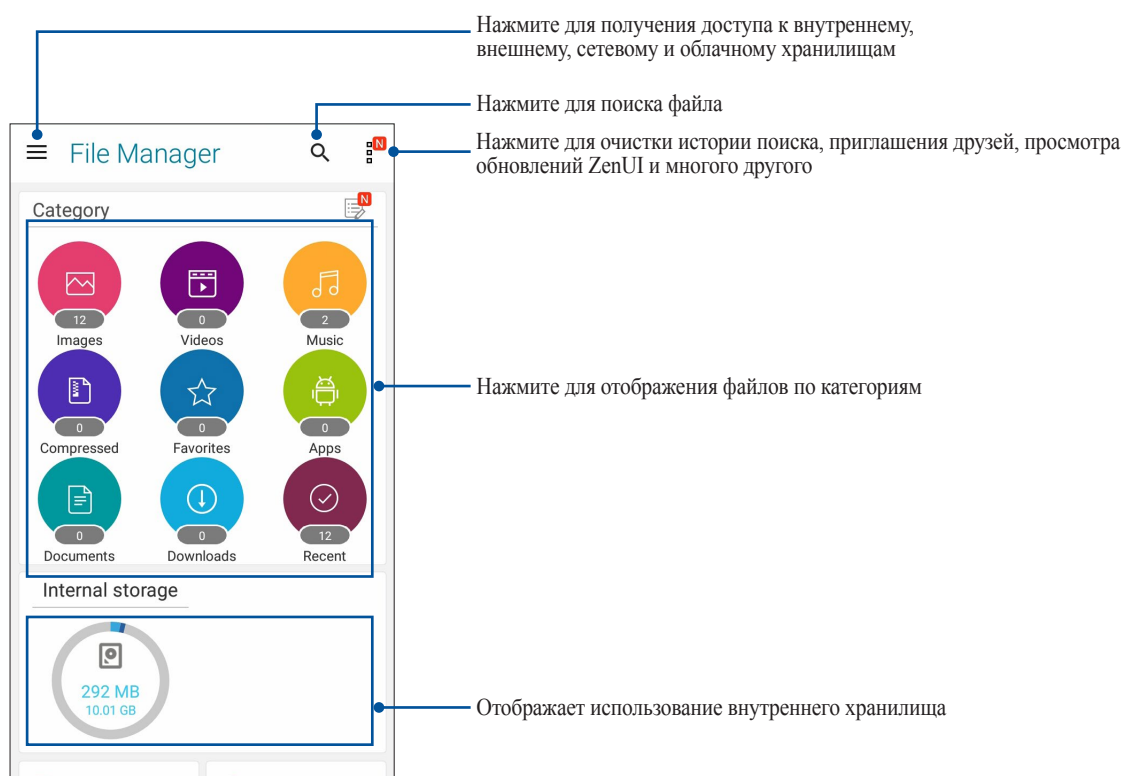 Нажмите для получения доступа к внутреннему,
внешнему, сетевому и облачному хранилищам
Нажмите для поиска файла
Нажмите для очистки истории поиска, приглашения друзей, просмотра
обновлений ZenUI и многого другого
File Manager
N
Category
N
12
0
2
Images
Videos
Music
Нажмите для отображения файлов по категориям
0
0
0
Compressed
Favorites
Apps
0
0
12
Documents
Downloads
Recent
Internal storage
292 MB
10.01 GB
Отображает использование внутреннего хранилища